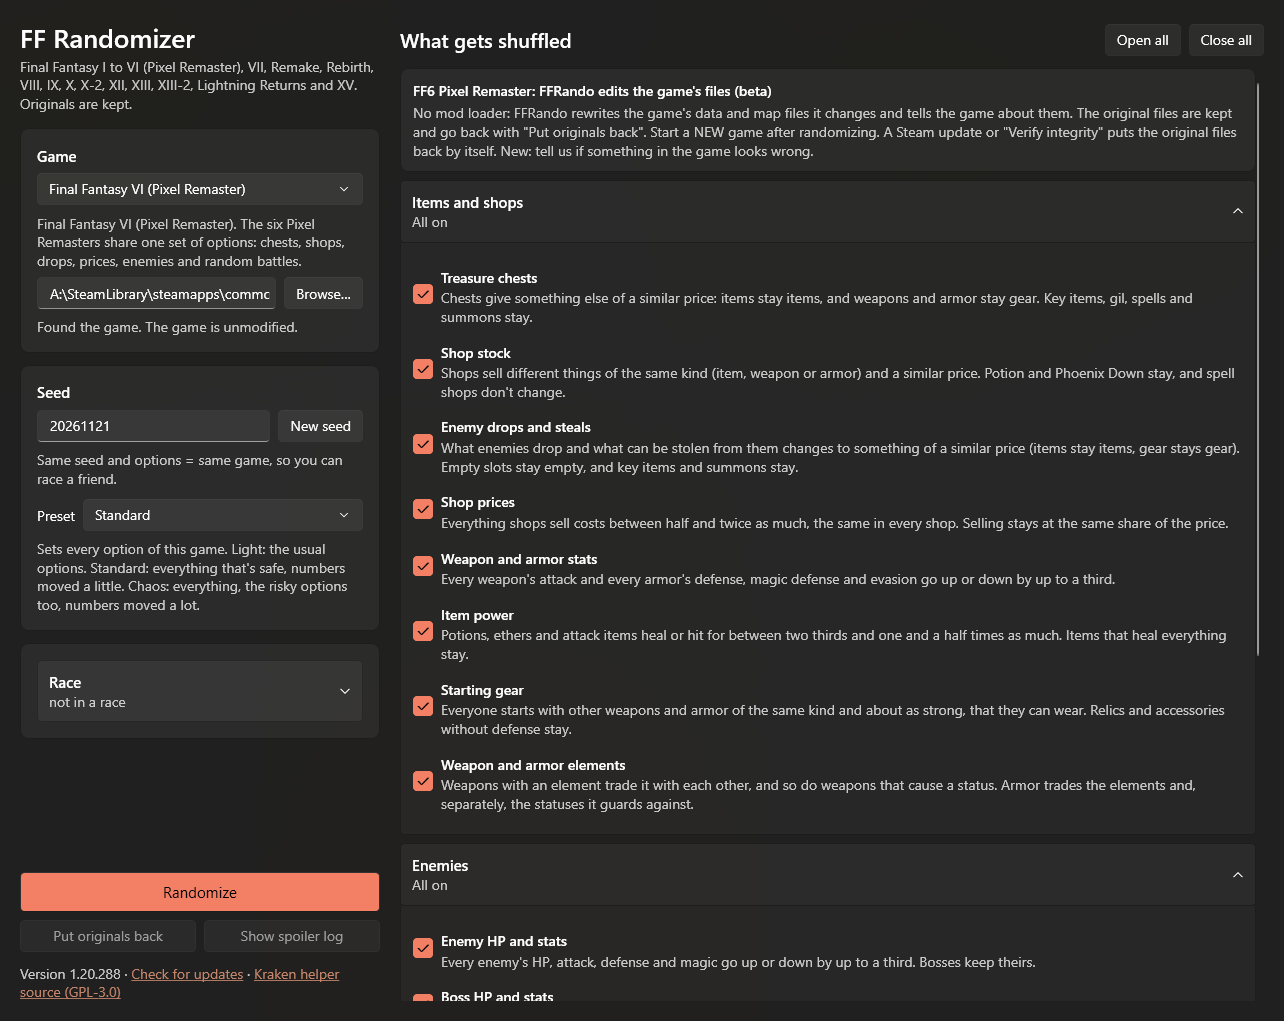 FF Randomizer
Final Fantasy I to VI (Pixel Remaster), VII, Remake, Rebirth,
VIII, IX, X, X-2, XII, XIII, XIII-2, Lightning Returns and XV.
Originals are kept.
Game
Final Fantasy VI (Pixel Remaster)
Final Fantasy VI (Pixel Remaster). The six Pixel
Remasters share one set of options: chests, shops,
drops, prices, enemies and random battles.
A:\SteamLibrary\steamapps\commc
Browse...
Found the game. The game is unmodified.
Seed
20261121
New seed
Same seed and options = same game, so you can
race a friend.
Preset
Standard
Sets every option of this game. Light: the usual
options. Standard: everything that's safe, numbers
moved a little. Chaos: everything, the risky options
too, numbers moved a lot.
Race
not in a race
Randomize
Put originals back
Show spoiler log
Version 1.20.288 · Check for updates · Kraken helper
source (GPL-3.0)
What gets shuffled
Open all
Close all
FF6 Pixel Remaster: FFRando edits the game's files (beta)
No mod loader: FFRando rewrites the game's data and map files it changes and tells the game about them. The original files are kept
and go back with "Put originals back". Start a NEW game after randomizing. A Steam update or "Verify integrity" puts the original files
back by itself. New: tell us if something in the game looks wrong.
Items and shops
All on
Treasure chests
Chests give something else of a similar price: items stay items, and weapons and armor stay gear. Key items, gil, spells and
summons stay.
Shop stock
Shops sell different things of the same kind (item, weapon or armor) and a similar price. Potion and Phoenix Down stay, and spell
shops don't change.
Enemy drops and steals
What enemies drop and what can be stolen from them changes to something of a similar price (items stay items, gear stays gear).
Empty slots stay empty, and key items and summons stay.
Shop prices
Everything shops sell costs between half and twice as much, the same in every shop. Selling stays at the same share of the price.
Weapon and armor stats
Every weapon's attack and every armor's defense, magic defense and evasion go up or down by up to a third.
Item power
Potions, ethers and attack items heal or hit for between two thirds and one and a half times as much. Items that heal everything
stay.
Starting gear
Everyone starts with other weapons and armor of the same kind and about as strong, that they can wear. Relics and accessories
without defense stay.
Weapon and armor elements
Weapons with an element trade it with each other, and so do weapons that cause a status. Armor trades the elements and,
separately, the statuses it guards against.
Enemies
All on
Enemy HP and stats
Every enemy's HP, attack, defense and magic go up or down by up to a third. Bosses keep theirs.
Boss HP and stats